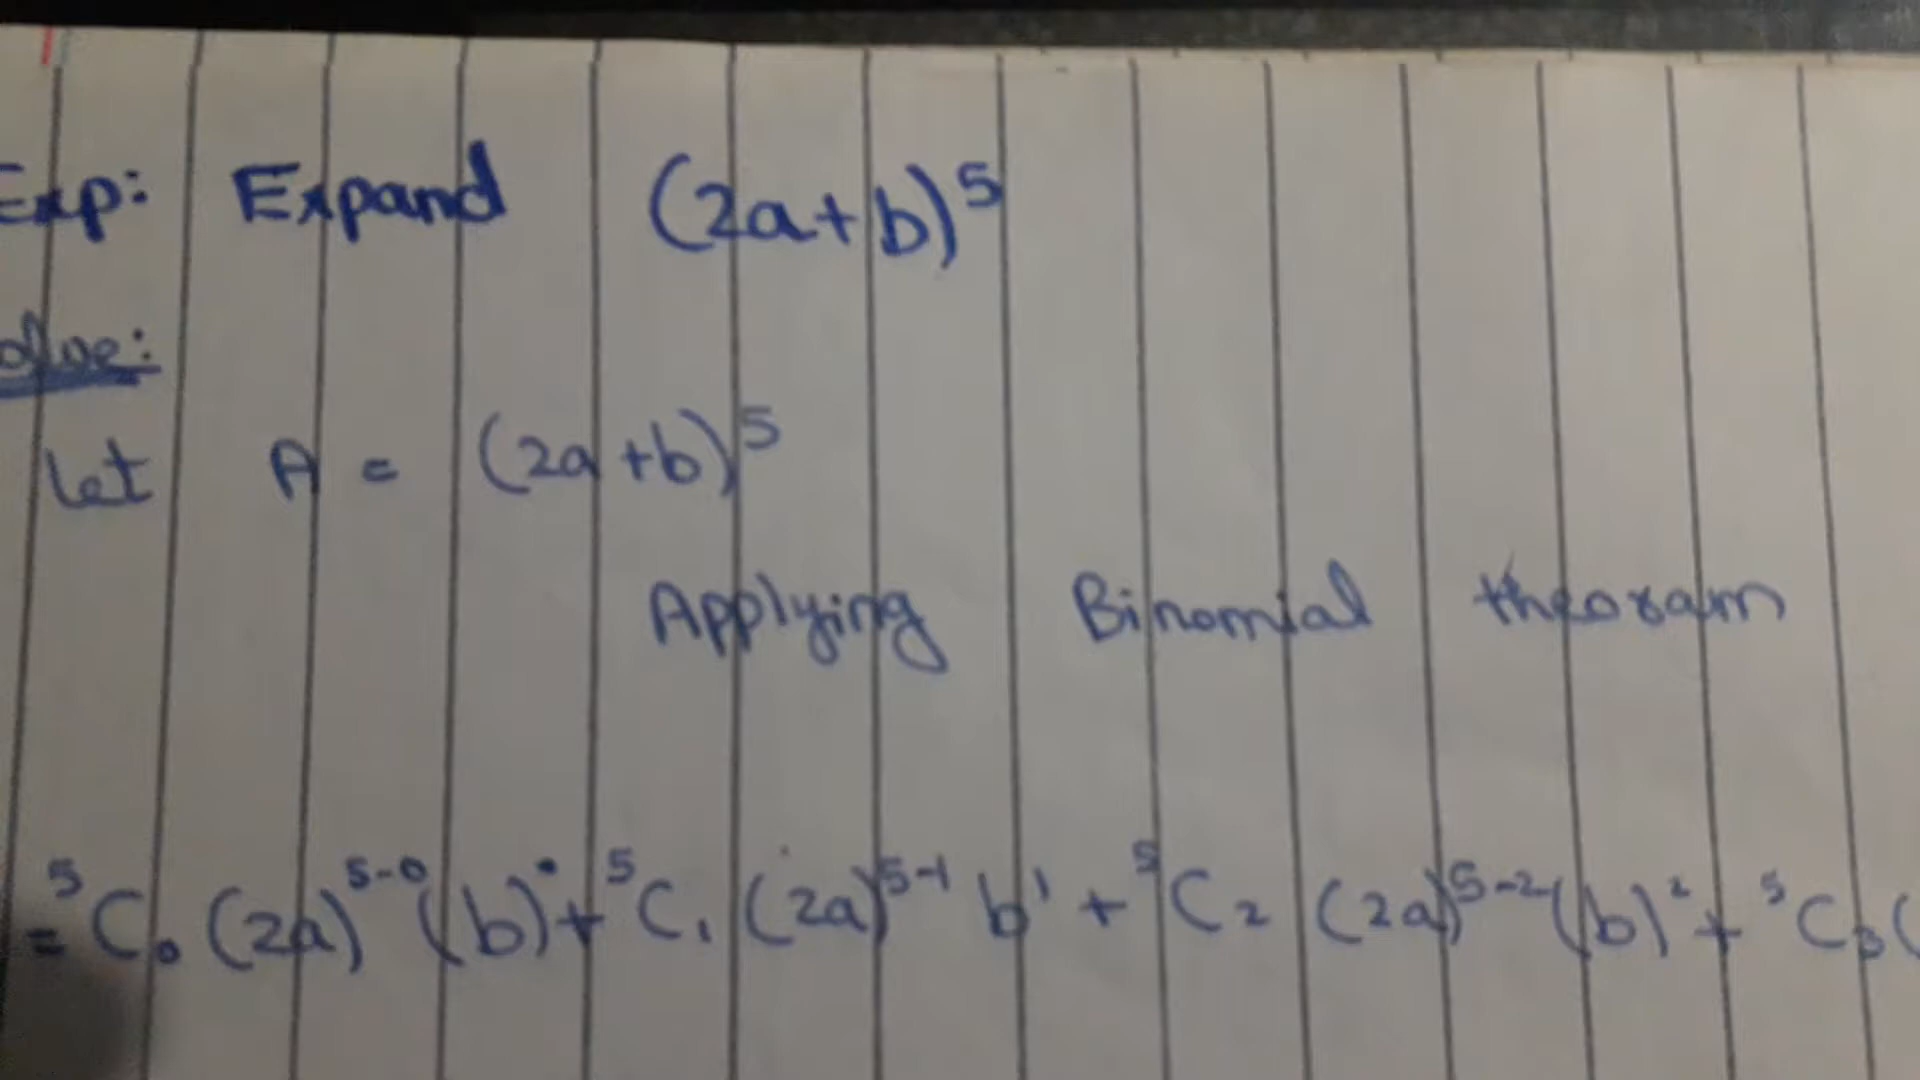 Exp: Expand (2a+b)⁵
olve:
Let A = (2a+b)⁵
Applying Binomial theoram
= ⁵C₀ (2a)⁵⁻⁰ (b)⁰ + ⁵C₁ (2a)⁵⁻¹ b¹ + ⁵C₂ (2a)⁵⁻² (b)² + ⁵C₃ (